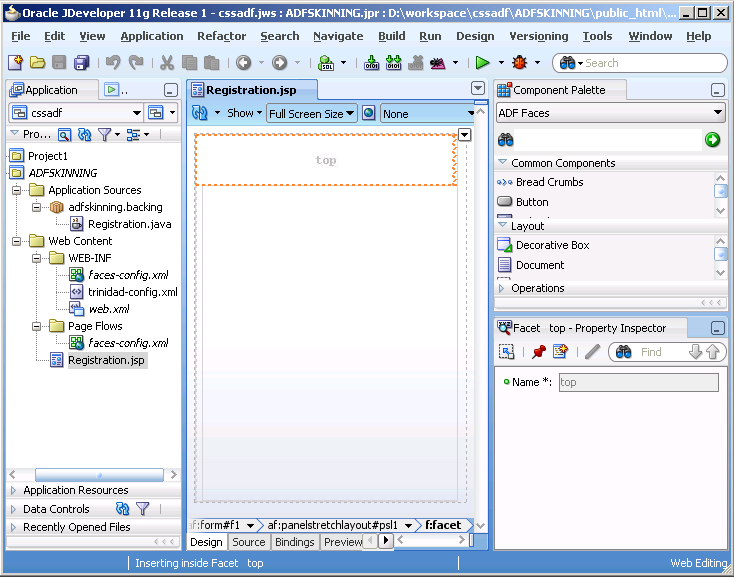 Oracle JDeveloper 11g Release 1 - cssadf.jws : ADFSKINNING.jpr : D:\workspace\cssadf\ADFSKINNING\public_html\...
File Edit View Application Refactor Search Navigate Build Run Design Versioning Tools Window Help
Search
Application
..
cssadf
Pro...
Project1
ADFSKINNING
Application Sources
adfskinning.backing
Registration.java
Web Content
WEB-INF
faces-config.xml
trinidad-config.xml
web.xml
Page Flows
faces-config.xml
Registration.jsp
Application Resources
Data Controls
Recently Opened Files
Registration.jsp
Show Full Screen Size None
top
af:form#f1 af:panelstretchlayout#psl1 f:facet
Design Source Bindings Preview
Component Palette
ADF Faces
Common Components
Bread Crumbs
Button
Layout
Decorative Box
Document
Operations
Facet top - Property Inspector
Find
Name *: top
Inserting inside Facet top
Web Editing